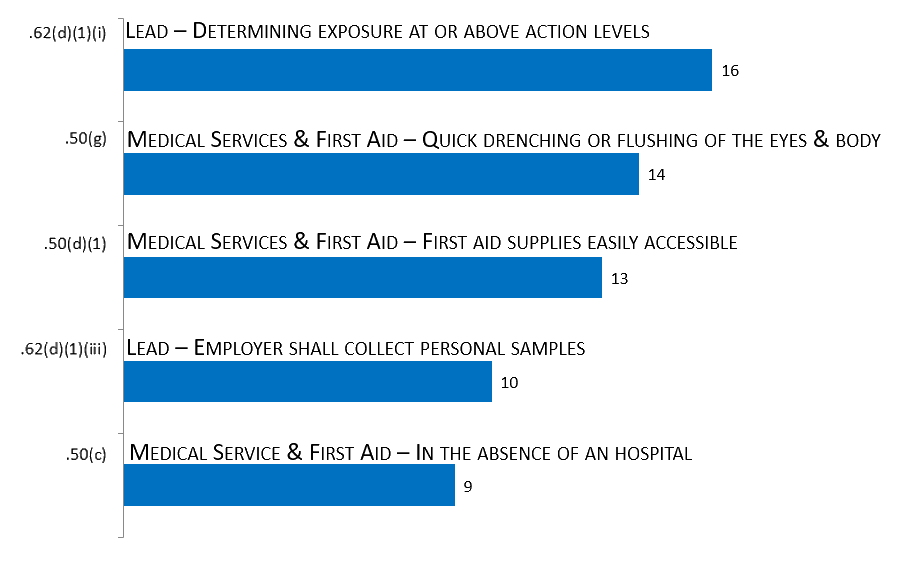 .62(d)(1)(i) Lead – Determining exposure at or above action levels
16
.50(g) Medical Services & First Aid – Quick drenching or flushing of the eyes & body
14
.50(d)(1) Medical Services & First Aid – First aid supplies easily accessible
13
.62(d)(1)(iii) Lead – Employer shall collect personal samples
10
.50(c) Medical Service & First Aid – In the absence of an hospital
9